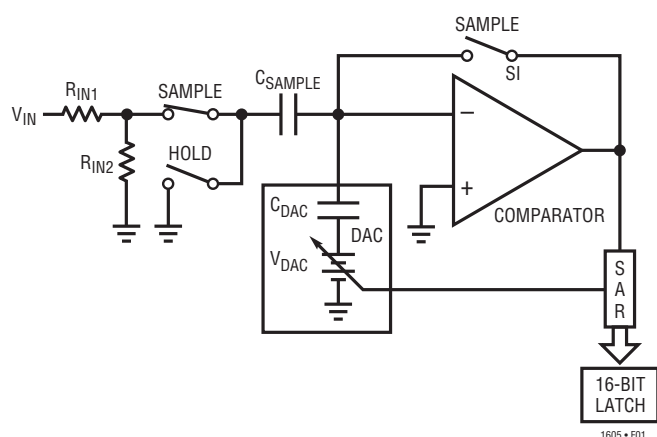 SAMPLE
SI
R_IN1
SAMPLE
C_SAMPLE
V_IN
R_IN2
HOLD
−
+
COMPARATOR
C_DAC
DAC
V_DAC
S
A
R
16-BIT
LATCH
1605 • F01